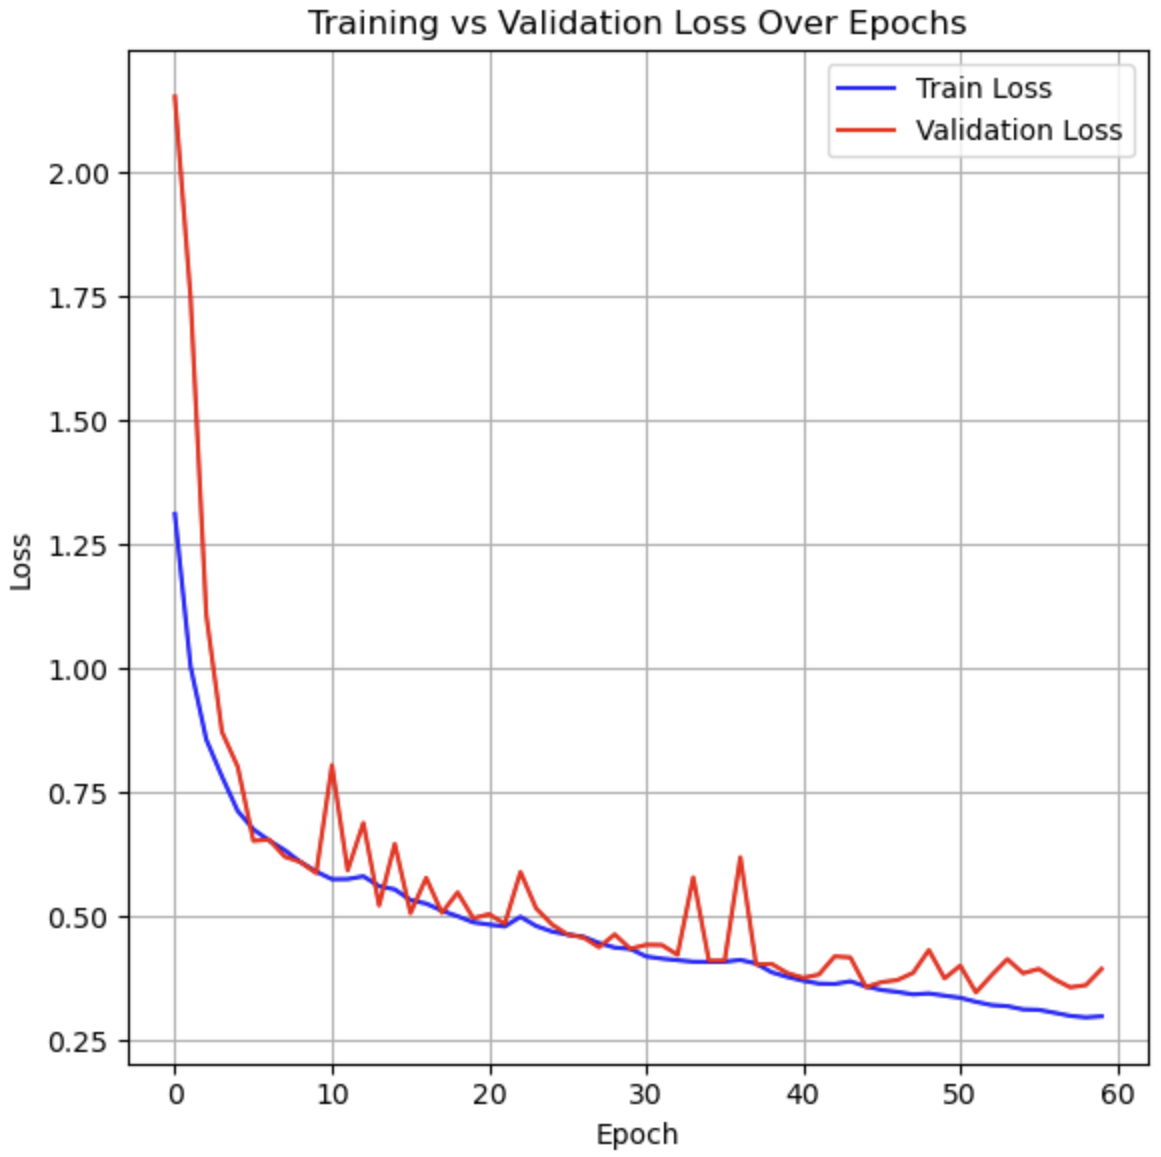 Training vs Validation Loss Over Epochs
Train Loss
Validation Loss
2.00
1.75
1.50
1.25
1.00
0.75
0.50
0.25
Loss
0 10 20 30 40 50 60
Epoch